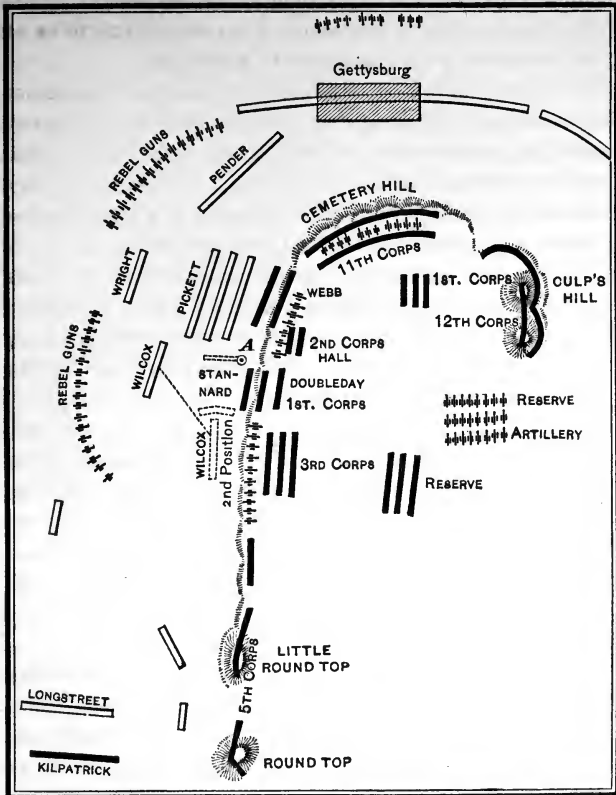 Gettysburg
REBEL GUNS
PENDER
CEMETERY HILL
11TH CORPS
WRIGHT
PICKETT
WEBB
1ST. CORPS
CULP'S
HILL
12TH CORPS
2ND CORPS
HALL
A
STAN-
NARD
DOUBLEDAY
1ST. CORPS
WILCOX
REBEL GUNS
RESERVE
ARTILLERY
WILCOX
2nd Position
3RD CORPS
RESERVE
LITTLE
ROUND TOP
5TH CORPS
LONGSTREET
KILPATRICK
ROUND TOP